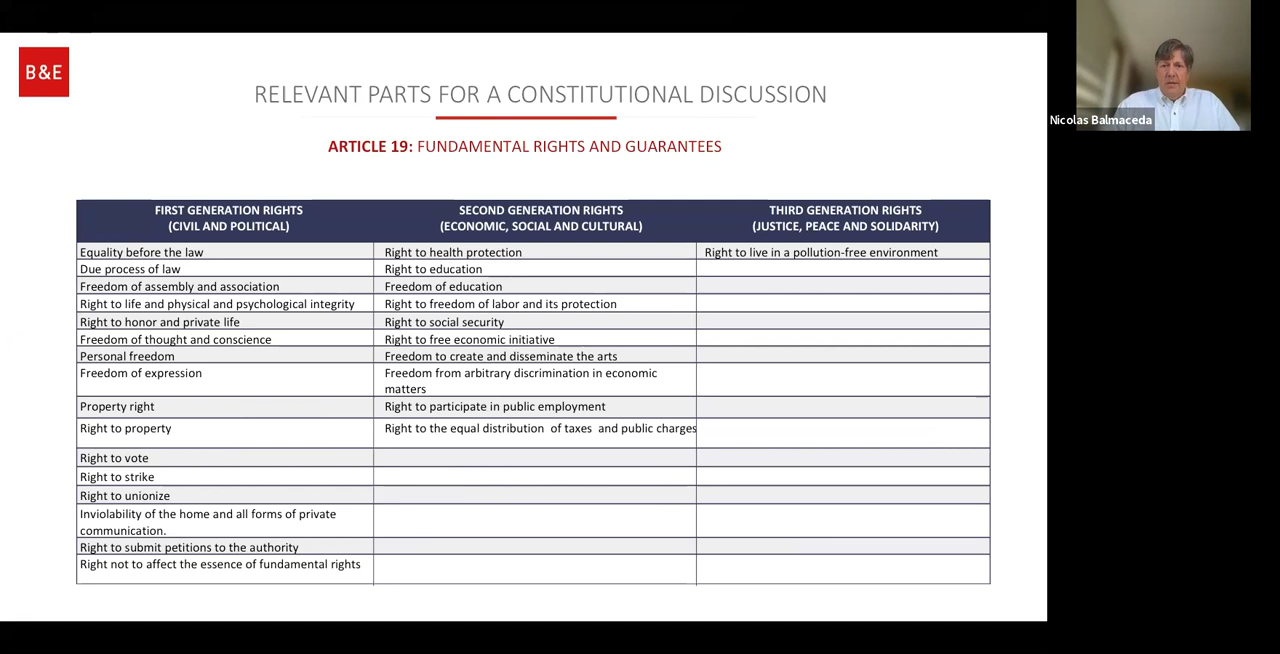 B&E
RELEVANT PARTS FOR A CONSTITUTIONAL DISCUSSION
Nicolas Balmaceda
ARTICLE 19: FUNDAMENTAL RIGHTS AND GUARANTEES
FIRST GENERATION RIGHTS
(CIVIL AND POLITICAL)
SECOND GENERATION RIGHTS
(ECONOMIC, SOCIAL AND CULTURAL)
THIRD GENERATION RIGHTS
(JUSTICE, PEACE AND SOLIDARITY)
Equality before the law
Right to health protection
Right to live in a pollution-free environment
Due process of law
Right to education
Freedom of assembly and association
Freedom of education
Right to life and physical and psychological integrity
Right to freedom of labor and its protection
Right to honor and private life
Right to social security
Freedom of thought and conscience
Right to free economic initiative
Personal freedom
Freedom to create and disseminate the arts
Freedom of expression
Freedom from arbitrary discrimination in economic
matters
Property right
Right to participate in public employment
Right to property
Right to the equal distribution of taxes and public charges
Right to vote
Right to strike
Right to unionize
Inviolability of the home and all forms of private
communication.
Right to submit petitions to the authority
Right not to affect the essence of fundamental rights